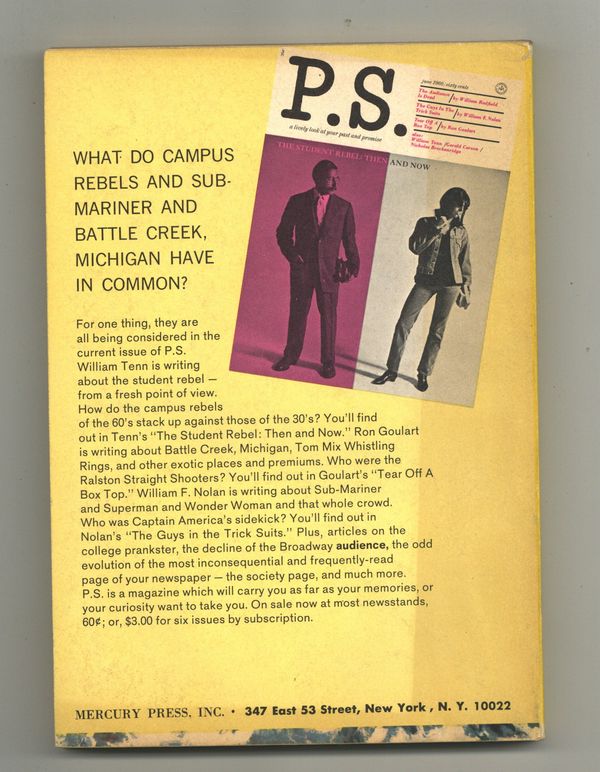 P.S.
a lively look at your past and promise
june 1966/sixty cents
The Audience Is Dead / by William Redfield
The Guys In The Trick Suits / by William F. Nolan
Tear Off A Box Top / by Ron Goulart
also:
William Tenn / Gerald Carson /
Nicholas Breckenridge
THE STUDENT REBEL: THEN AND NOW
WHAT DO CAMPUS
REBELS AND SUB-
MARINER AND
BATTLE CREEK,
MICHIGAN HAVE
IN COMMON?
For one thing, they are
all being considered in the
current issue of P.S.
William Tenn is writing
about the student rebel —
from a fresh point of view.
How do the campus rebels
of the 60's stack up against those of the 30's? You'll find
out in Tenn's "The Student Rebel: Then and Now." Ron Goulart
is writing about Battle Creek, Michigan, Tom Mix Whistling
Rings, and other exotic places and premiums. Who were the
Ralston Straight Shooters? You'll find out in Goulart's "Tear Off A
Box Top." William F. Nolan is writing about Sub-Mariner
and Superman and Wonder Woman and that whole crowd.
Who was Captain America's sidekick? You'll find out in
Nolan's "The Guys in the Trick Suits." Plus, articles on the
college prankster, the decline of the Broadway audience, the odd
evolution of the most inconsequential and frequently-read
page of your newspaper — the society page, and much more.
P.S. is a magazine which will carry you as far as your memories, or
your curiosity want to take you. On sale now at most newsstands,
60¢; or, $3.00 for six issues by subscription.
MERCURY PRESS, INC. • 347 East 53 Street, New York, N. Y. 10022